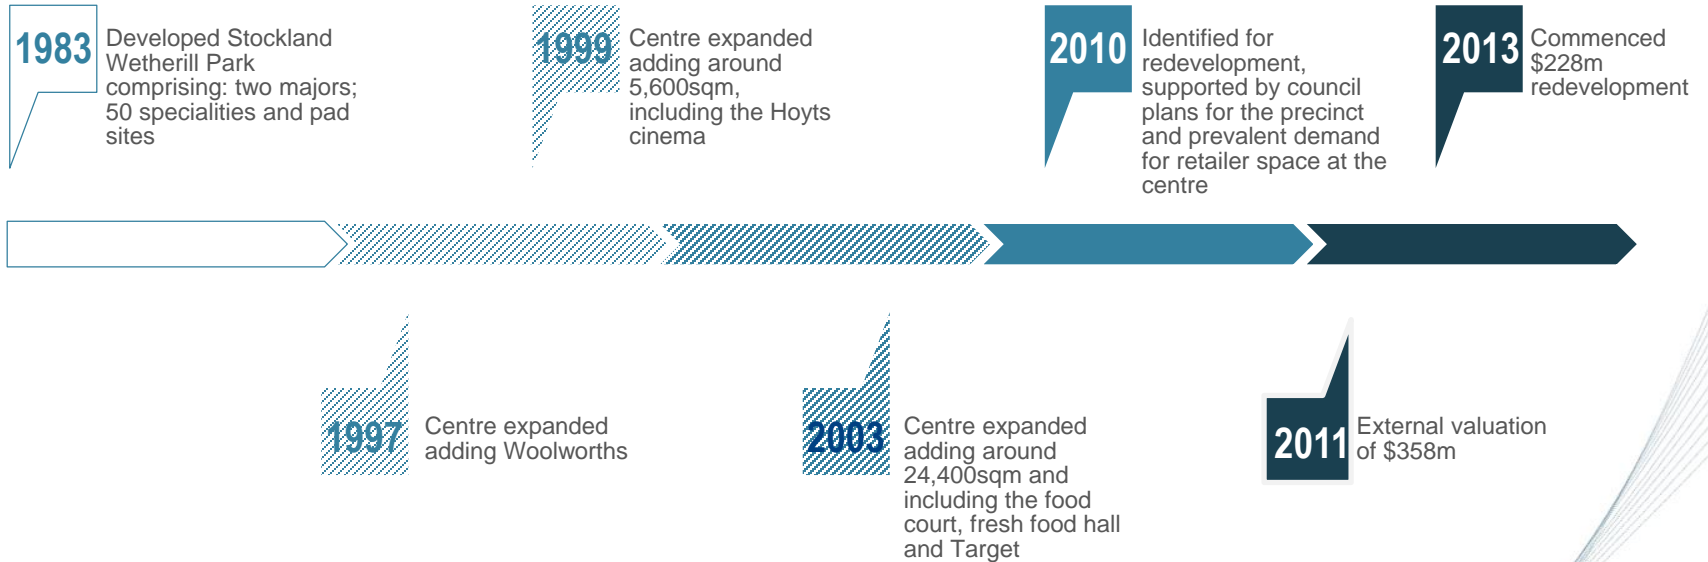 1983
Developed Stockland
Wetherill Park
comprising: two majors;
50 specialities and pad
sites
1999
Centre expanded
adding around
5,600sqm,
including the Hoyts
cinema
2010
Identified for
redevelopment,
supported by council
plans for the precinct
and prevalent demand
for retailer space at the
centre
2013
Commenced
$228m
redevelopment
1997
Centre expanded
adding Woolworths
2003
Centre expanded
adding around
24,400sqm and
including the food
court, fresh food hall
and Target
2011
External valuation
of $358m